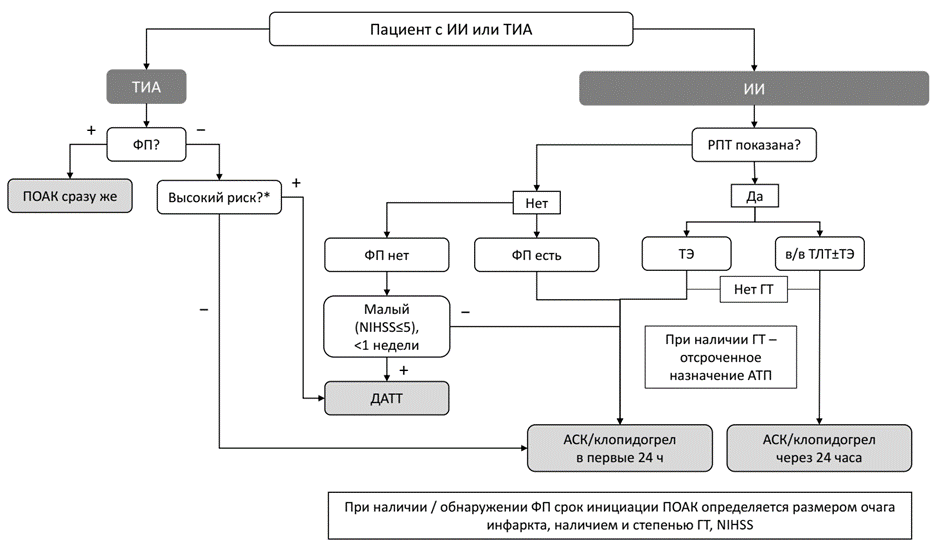 Пациент с ИИ или ТИА
ТИА
ИИ
+
ФП?
–
РПТ показана?
ПОАК сразу же
Высокий риск?*
+
Нет
Да
ФП нет
ФП есть
ТЭ
в/в ТЛТ±ТЭ
Нет ГТ
–
Малый
(NIHSS≤5),
<1 недели
–
При наличии ГТ –
отсроченное
назначение АТП
+
ДАТТ
АСК/клопидогрел
в первые 24 ч
АСК/клопидогрел
через 24 часа
При наличии / обнаружении ФП срок инициации ПОАК определяется размером очага
инфаркта, наличием и степенью ГТ, NIHSS